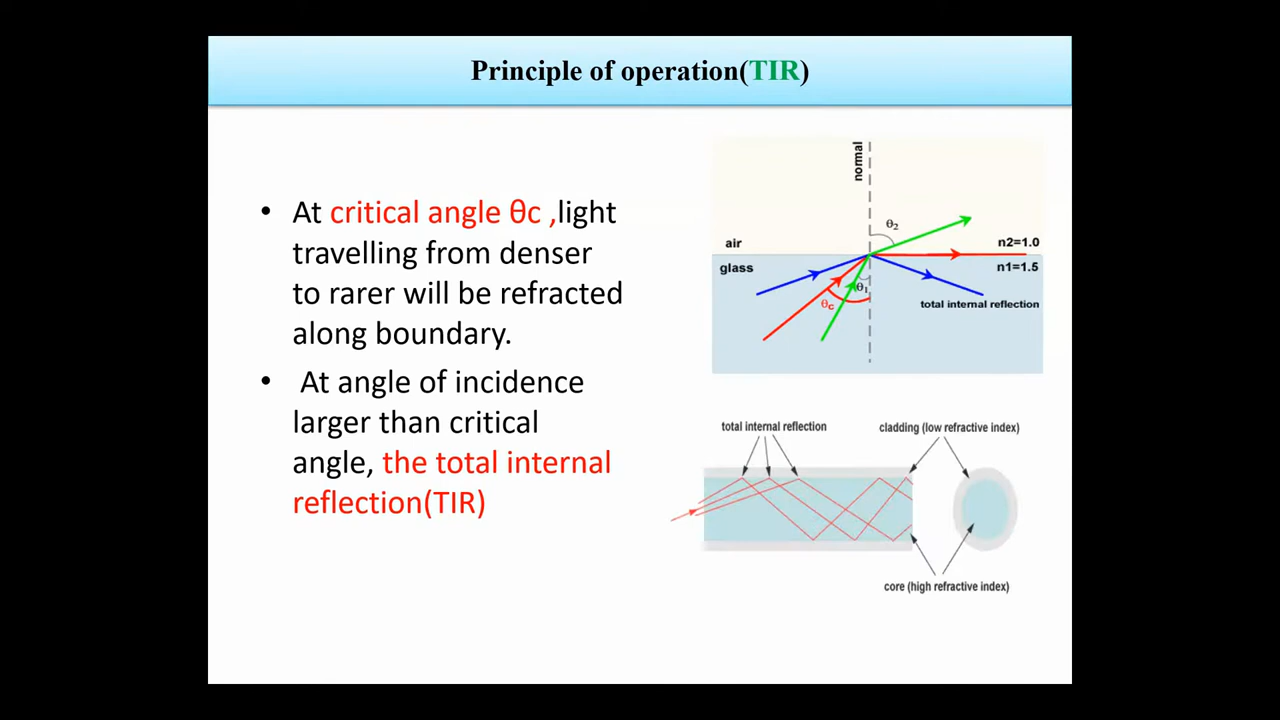 Principle of operation(TIR)
• At critical angle θc ,light
travelling from denser
to rarer will be refracted
along boundary.
• At angle of incidence
larger than critical
angle, the total internal
reflection(TIR)
normal
θ2
air
n2=1.0
glass
n1=1.5
θ1
θc
total internal reflection
total internal reflection
cladding (low refractive index)
core (high refractive index)